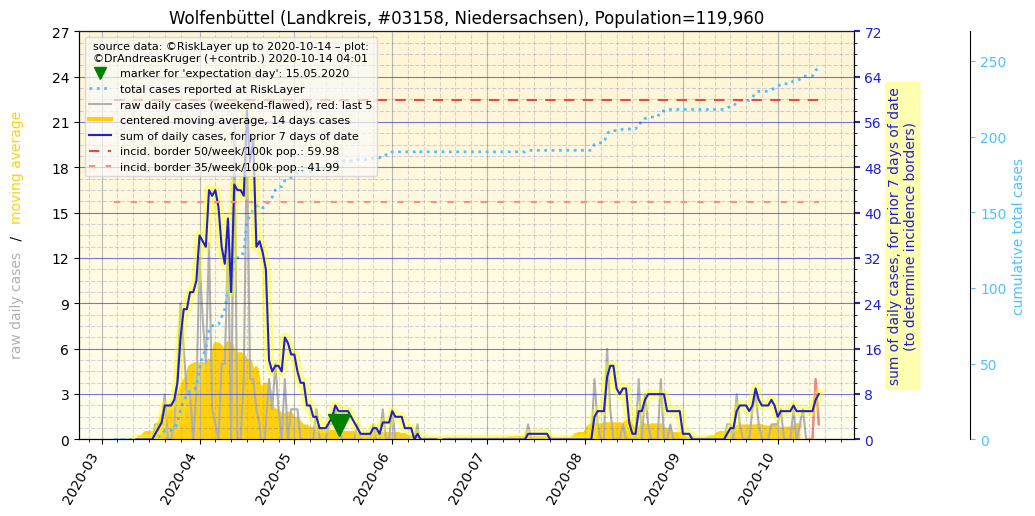 Wolfenbüttel (Landkreis, #03158, Niedersachsen), Population=119,960
source data: ©RiskLayer up to 2020-10-14 – plot:
©DrAndreasKruger (+contrib.) 2020-10-14 04:01
marker for 'expectation day': 15.05.2020
total cases reported at RiskLayer
raw daily cases (weekend-flawed), red: last 5
centered moving average, 14 days cases
sum of daily cases, for prior 7 days of date
incid. border 50/week/100k pop.: 59.98
incid. border 35/week/100k pop.: 41.99
raw daily cases / moving average
27
24
21
18
15
12
9
6
3
0
2020-03
2020-04
2020-05
2020-06
2020-07
2020-08
2020-09
2020-10
72
64
56
48
40
32
24
16
8
0
sum of daily cases, for prior 7 days of date
(to determine incidence borders)
250
200
150
100
50
0
cumulative total cases